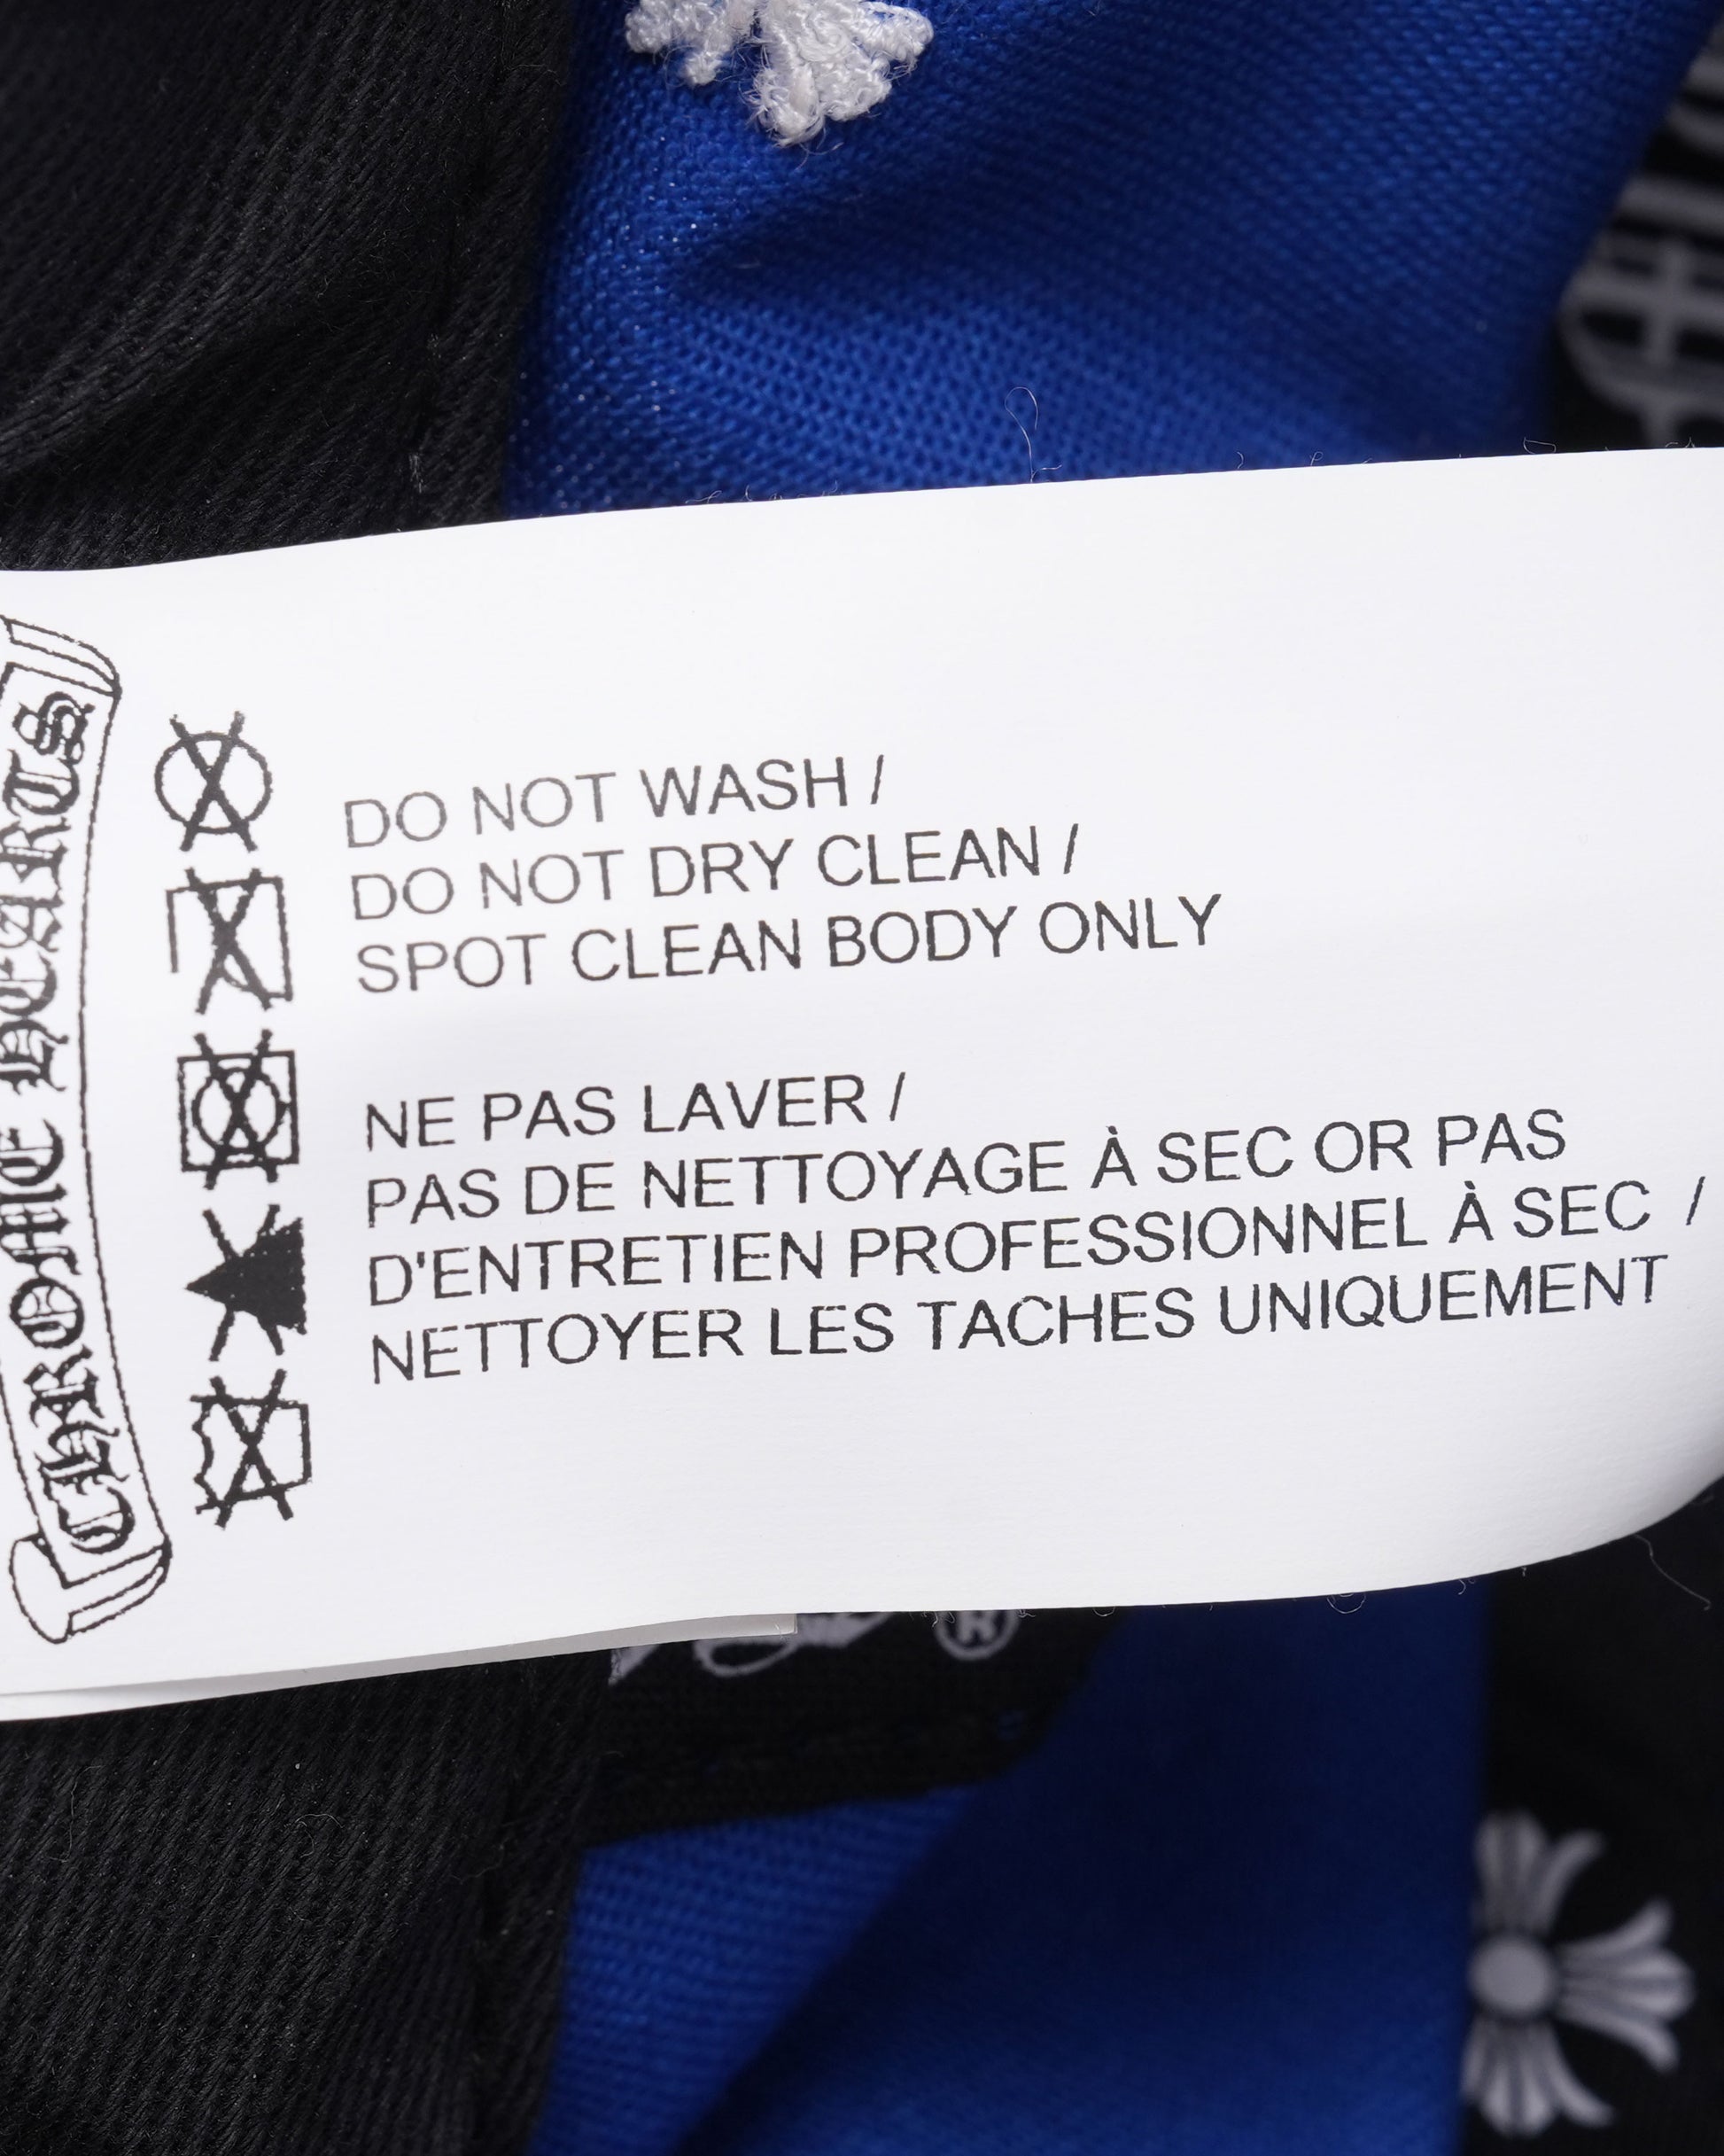 CHROME HEARTS
DO NOT WASH /
DO NOT DRY CLEAN /
SPOT CLEAN BODY ONLY
NE PAS LAVER /
PAS DE NETTOYAGE À SEC OR PAS
D'ENTRETIEN PROFESSIONNEL À SEC /
NETTOYER LES TACHES UNIQUEMENT
®